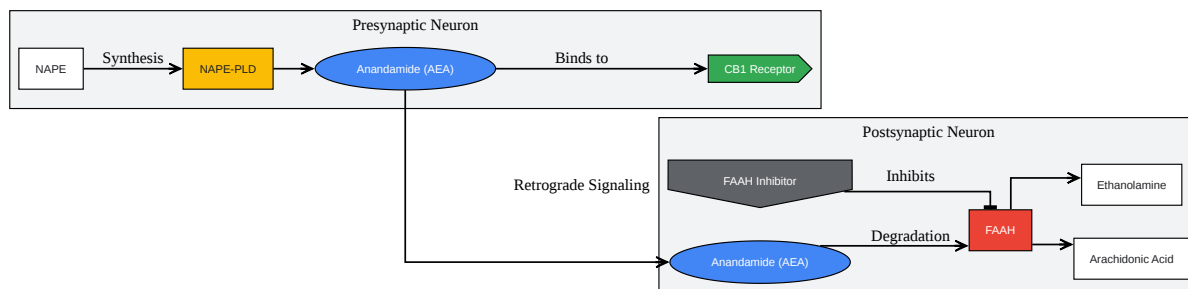 Presynaptic Neuron
NAPE
Synthesis
NAPE-PLD
Anandamide (AEA)
Binds to
CB1 Receptor
Retrograde Signaling
Postsynaptic Neuron
FAAH Inhibitor
Inhibits
Ethanolamine
FAAH
Anandamide (AEA)
Degradation
Arachidonic Acid